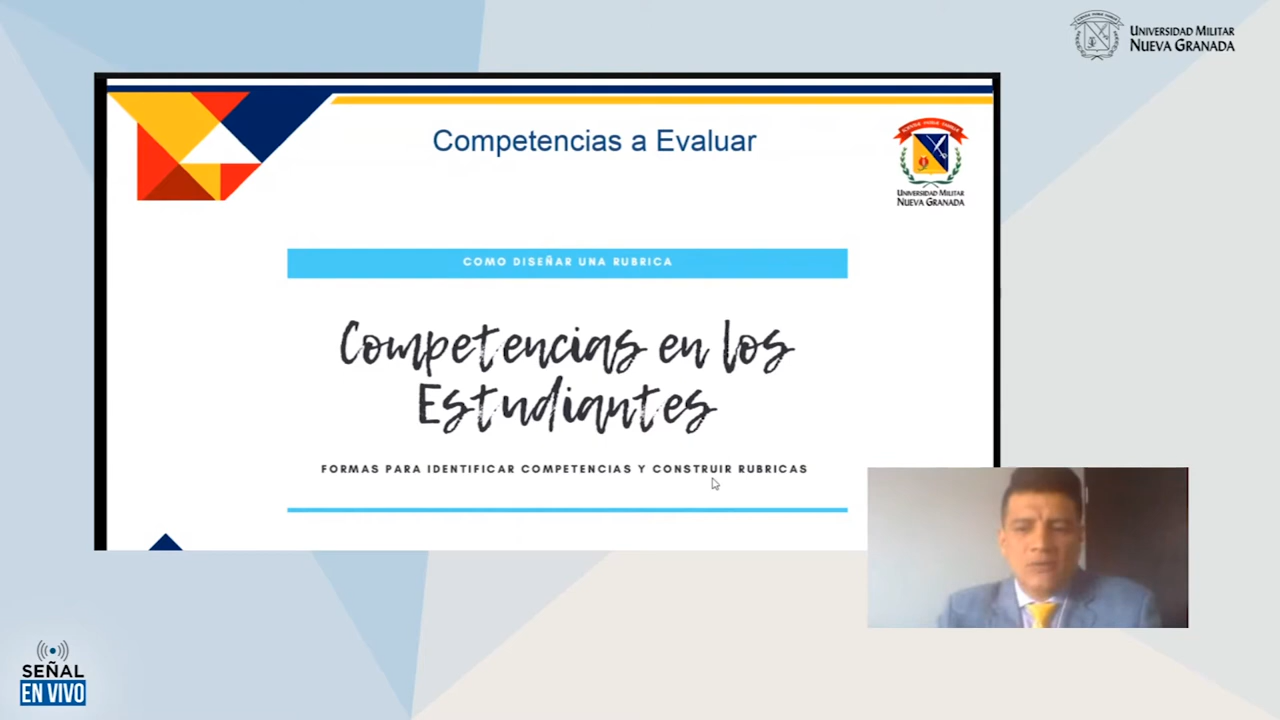 UNIVERSIDAD MILITAR
NUEVA GRANADA
Competencias a Evaluar
UNIVERSIDAD MILITAR
NUEVA GRANADA
COMO DISEÑAR UNA RUBRICA
Competencias en los
Estudiantes
FORMAS PARA IDENTIFICAR COMPETENCIAS Y CONSTRUIR RUBRICAS
SEÑAL
EN VIVO